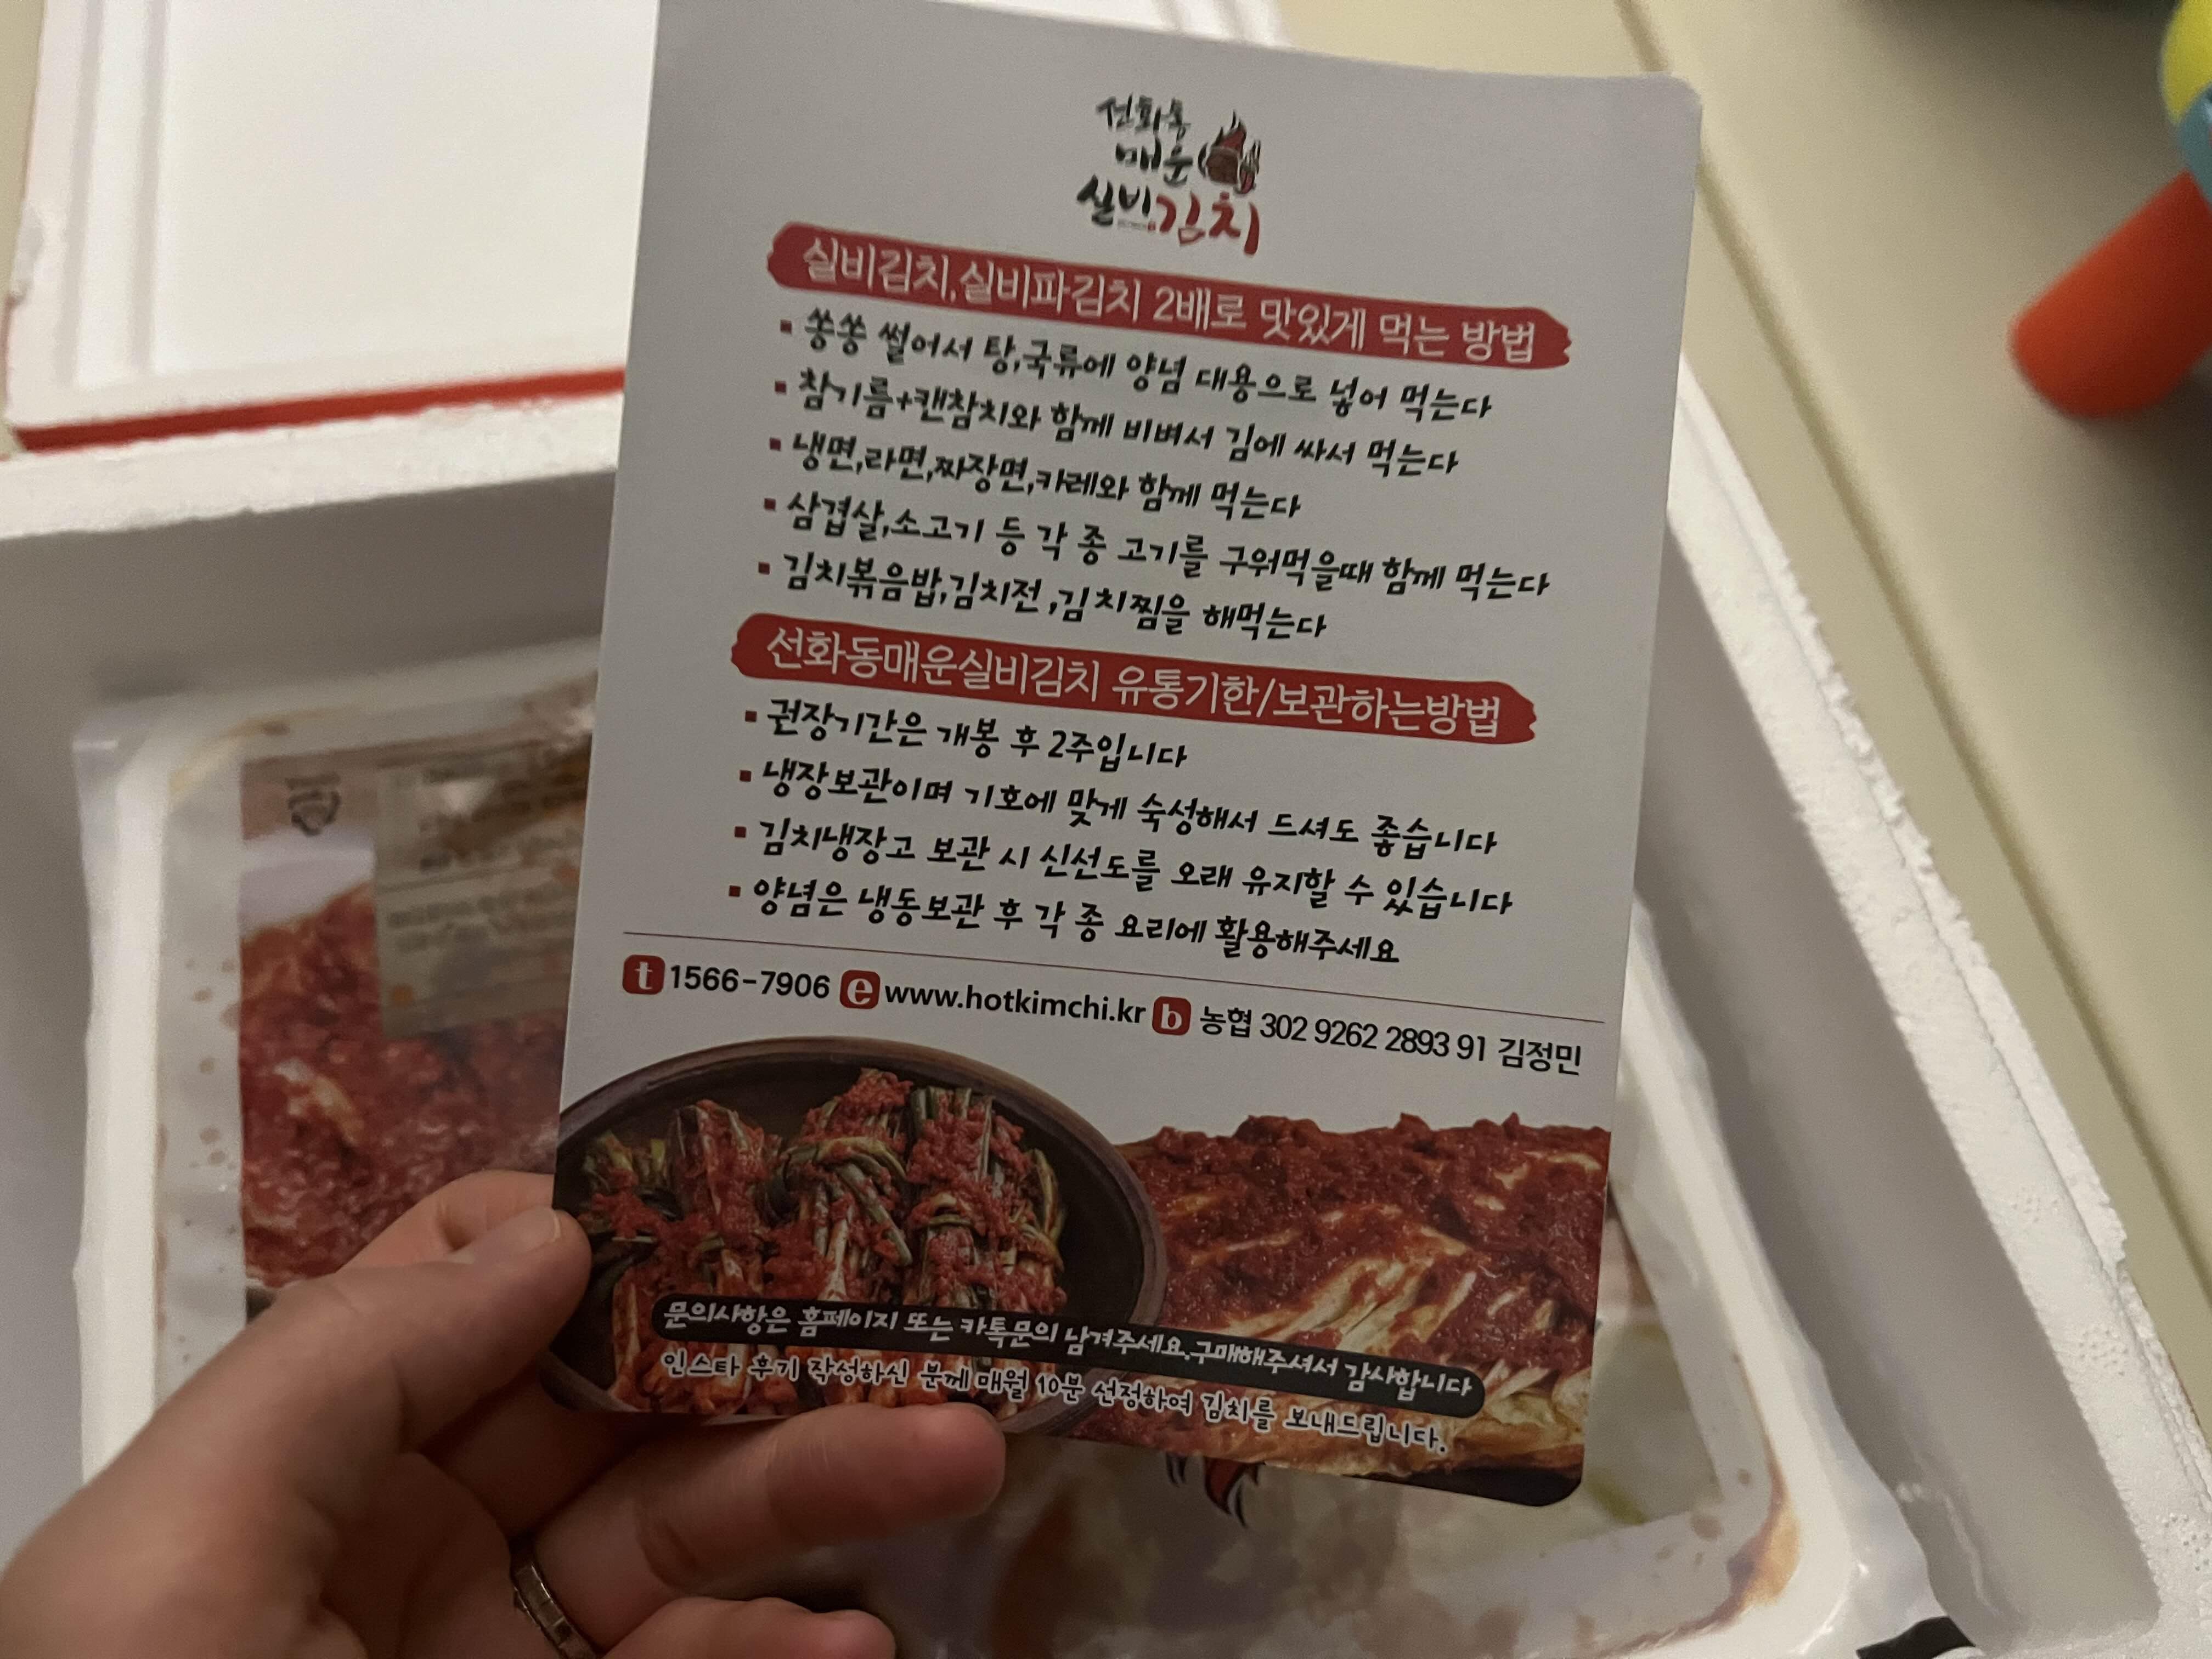 선화동
매운
실비김치
실비김치,실비파김치 2배로 맛있게 먹는 방법
쏭쏭 썰어서 탕,국류에 양념 대용으로 넣어 먹는다
참기름+캔참치와 함께 비벼서 김에 싸서 먹는다
냉면,라면,짜장면,카레와 함께 먹는다
삼겹살,소고기 등 각 종 고기를 구워먹을때 함께 먹는다
김치볶음밥,김치전,김치찜을 해먹는다
선화동매운실비김치 유통기한/보관하는방법
권장기간은 개봉 후 2주입니다
냉장보관이며 기호에 맞게 숙성해서 드셔도 좋습니다
김치냉장고 보관 시 신선도를 오래 유지할 수 있습니다
양념은 냉동보관 후 각 종 요리에 활용해주세요
t 1566-7906 e www.hotkimchi.kr b 농협 302 9262 2893 91 김정민
문의사항은 홈페이지 또는 카톡문의 남겨주세요.구매해주셔서 감사합니다
인스타 후기 작성하신 분께 매월 10분 선정하여 김치를 보내드립니다.